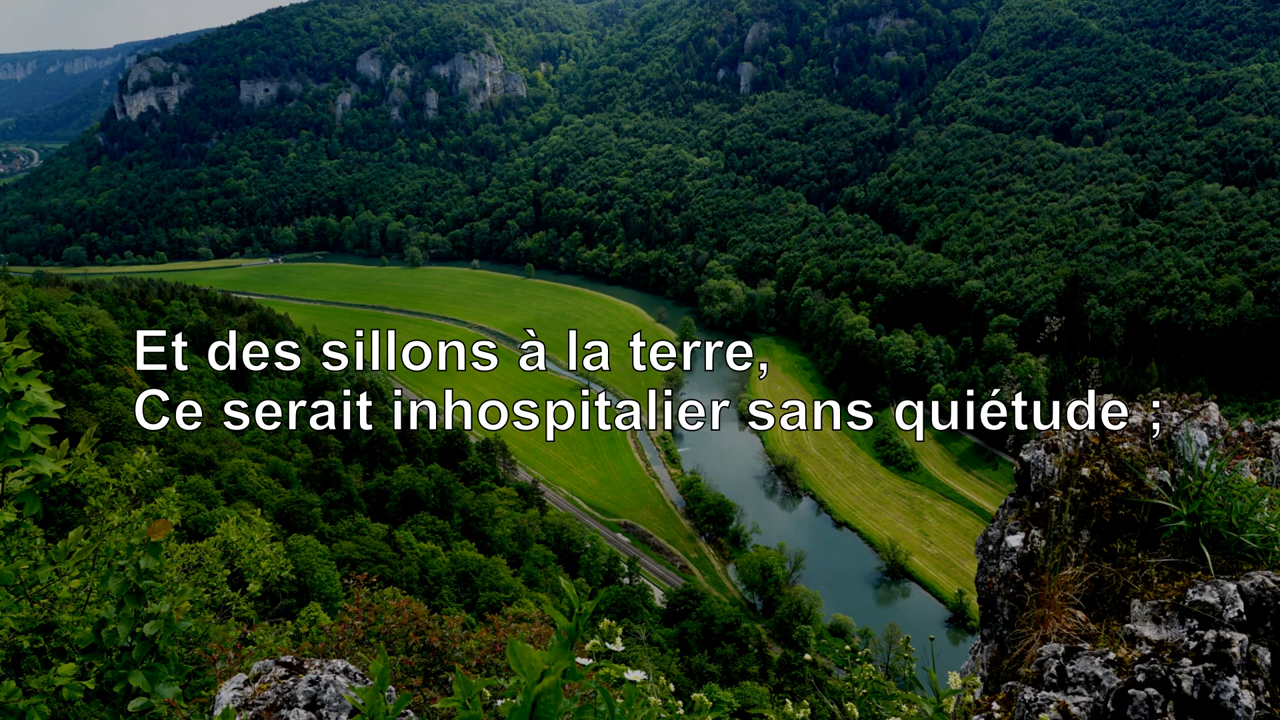 Et des sillons à la terre,
Ce serait inhospitalier sans quiétude ;